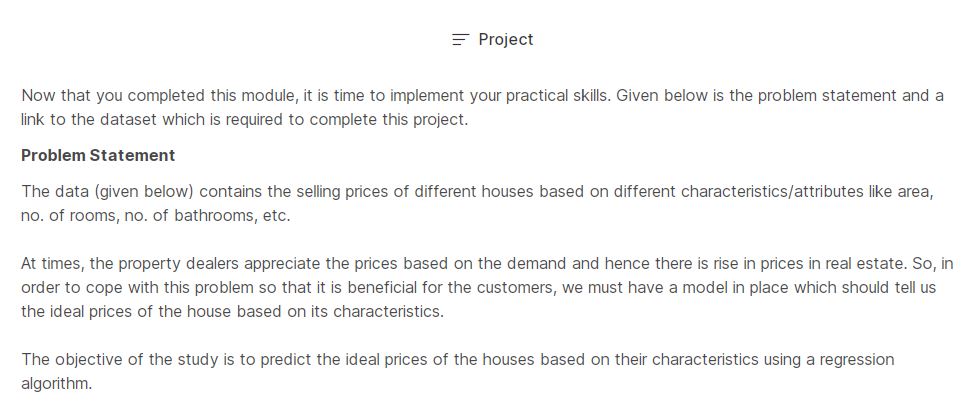 Project
Now that you completed this module, it is time to implement your practical skills. Given below is the problem statement and a
link to the dataset which is required to complete this project.
Problem Statement
The data (given below) contains the selling prices of different houses based on different characteristics/attributes like area,
no. of rooms, no. of bathrooms, etc.
At times, the property dealers appreciate the prices based on the demand and hence there is rise in prices in real estate. So, in
order to cope with this problem so that it is beneficial for the customers, we must have a model in place which should tell us
the ideal prices of the house based on its characteristics.
The objective of the study is to predict the ideal prices of the houses based on their characteristics using a regression
algorithm.